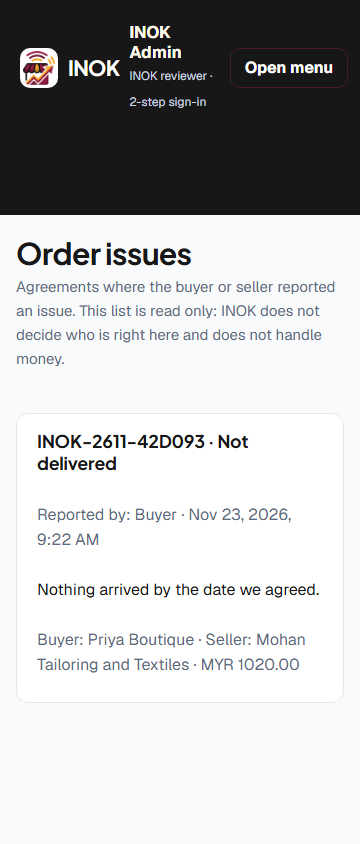 INOK
INOK
Admin
INOK reviewer ·
2-step sign-in
Open menu
Order issues
Agreements where the buyer or seller reported
an issue. This list is read only: INOK does not
decide who is right here and does not handle
money.
INOK-2611-42D093 · Not
delivered
Reported by: Buyer · Nov 23, 2026,
9:22 AM
Nothing arrived by the date we agreed.
Buyer: Priya Boutique · Seller: Mohan
Tailoring and Textiles · MYR 1020.00